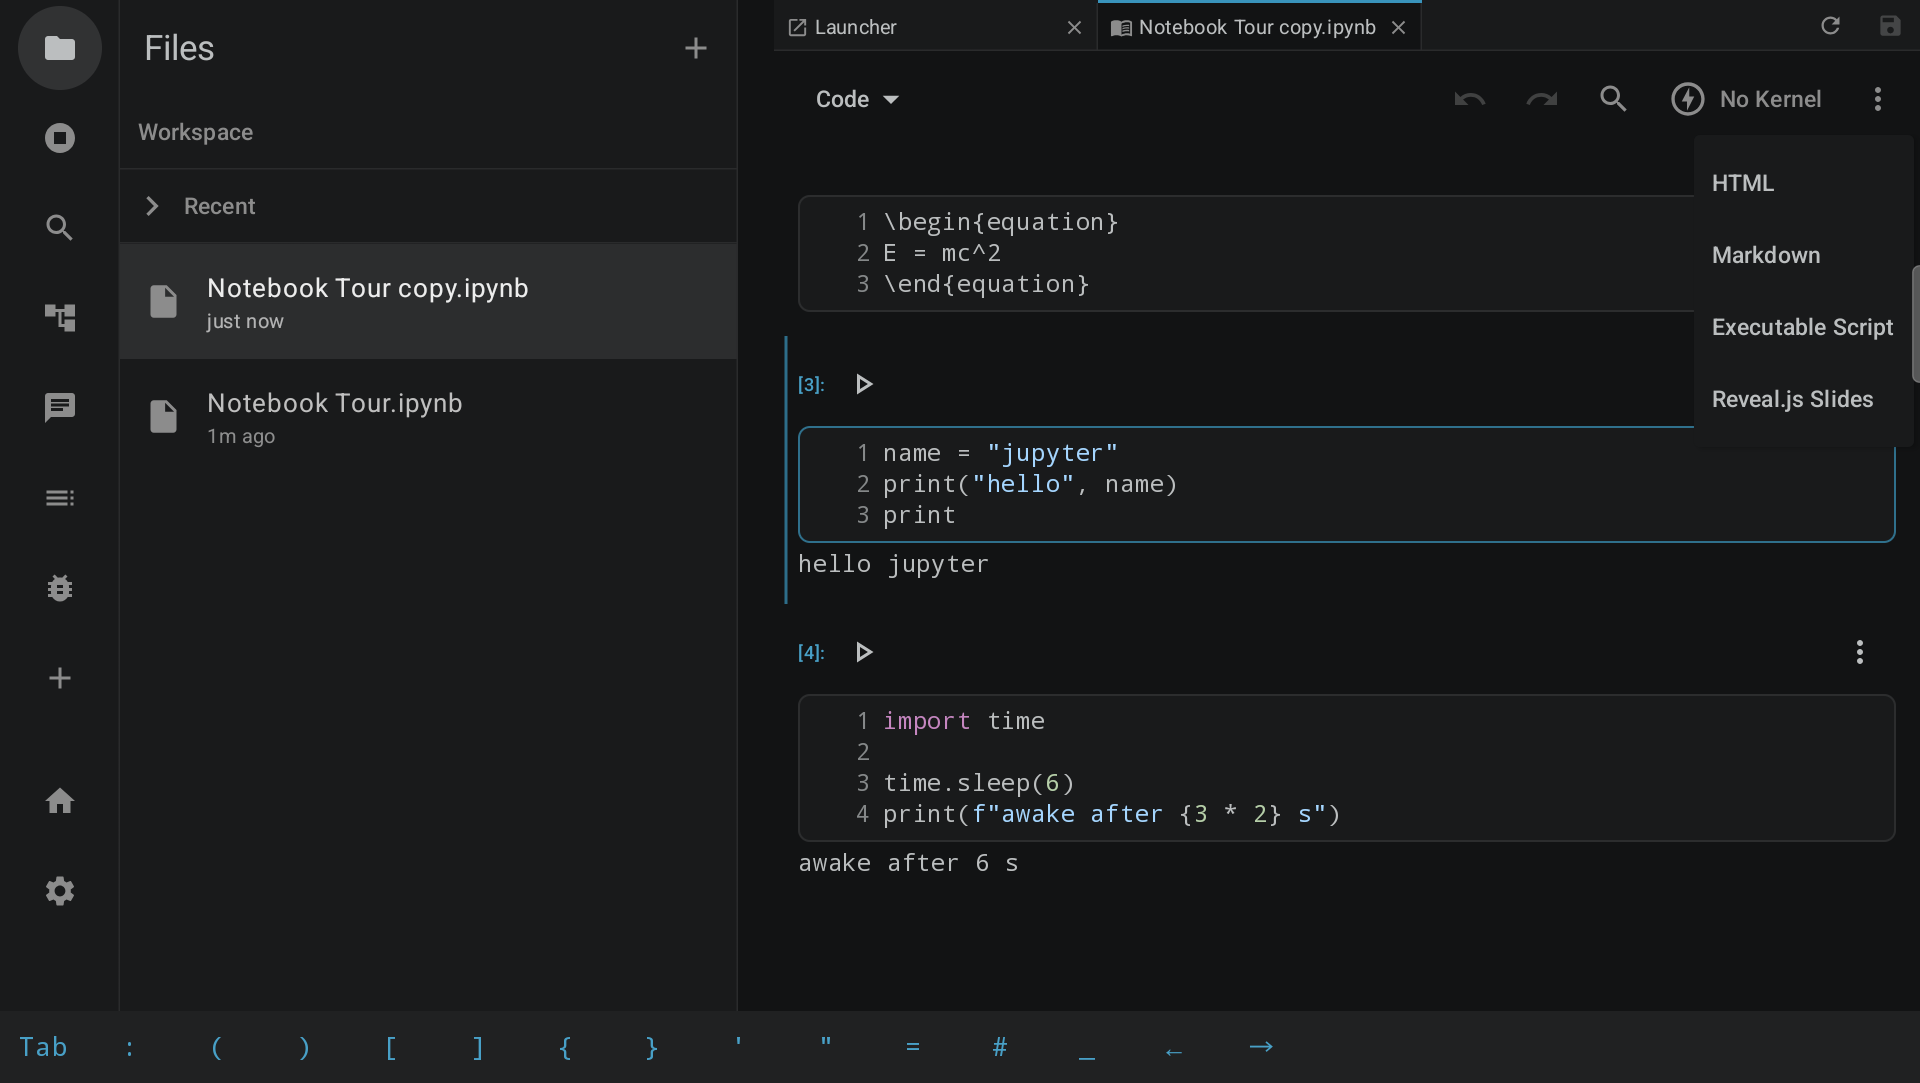 Files
Workspace
Recent
Notebook Tour copy.ipynb
just now
Notebook Tour.ipynb
1m ago
Launcher
Notebook Tour copy.ipynb
Code
No Kernel
HTML
Markdown
Executable Script
Reveal.js Slides
1 \begin{equation}
2 E = mc^2
3 \end{equation}
[3]:
1 name = "jupyter"
2 print("hello", name)
3 print
hello jupyter
[4]:
1 import time
2
3 time.sleep(6)
4 print(f"awake after {3 * 2} s")
awake after 6 s
Tab : ( ) [ ] { } ' " = # _ ← →